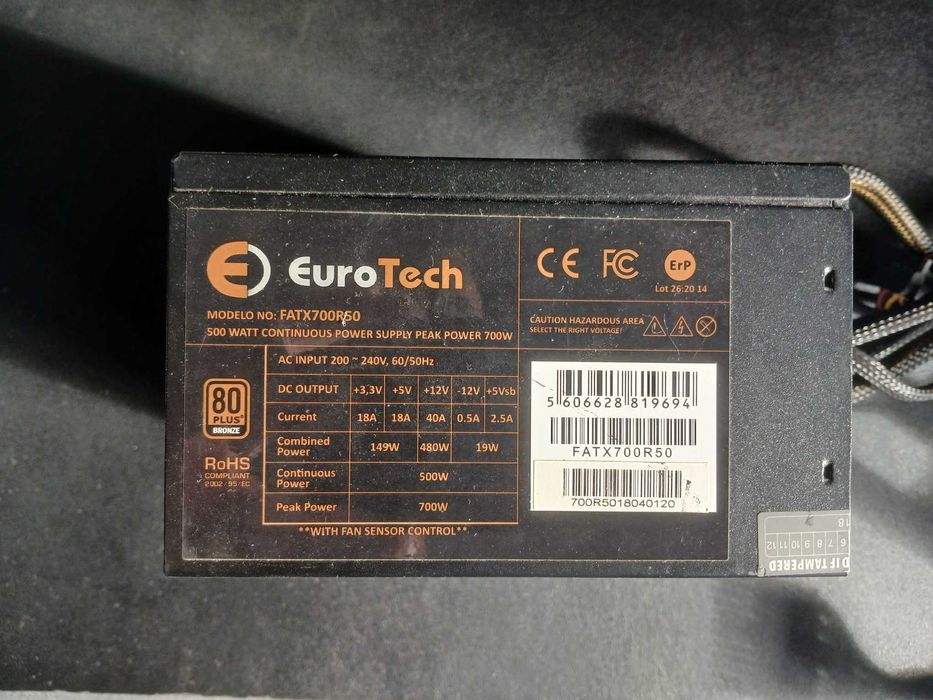 EuroTech
MODELO NO: FATX700R50
500 WATT CONTINUOUS POWER SUPPLY PEAK POWER 700W
CE FC ErP
Lot 26:20 14
CAUTION HAZARDOUS AREA
SELECT THE RIGHT VOLTAGE!
AC INPUT 200 ~ 240V, 60/50Hz
DC OUTPUT +3,3V +5V +12V -12V +5Vsb
Current 18A 18A 40A 0.5A 2.5A
Combined Power 149W 480W 19W
Continuous Power 500W
Peak Power 700W
**WITH FAN SENSOR CONTROL**
80
PLUS
BRONZE
RoHS
COMPLIANT
2002/95/EC
5 606628 819694
FATX700R50
700R5018040120
18
6 7 8 9 10 11 12
D IF TAMPERED